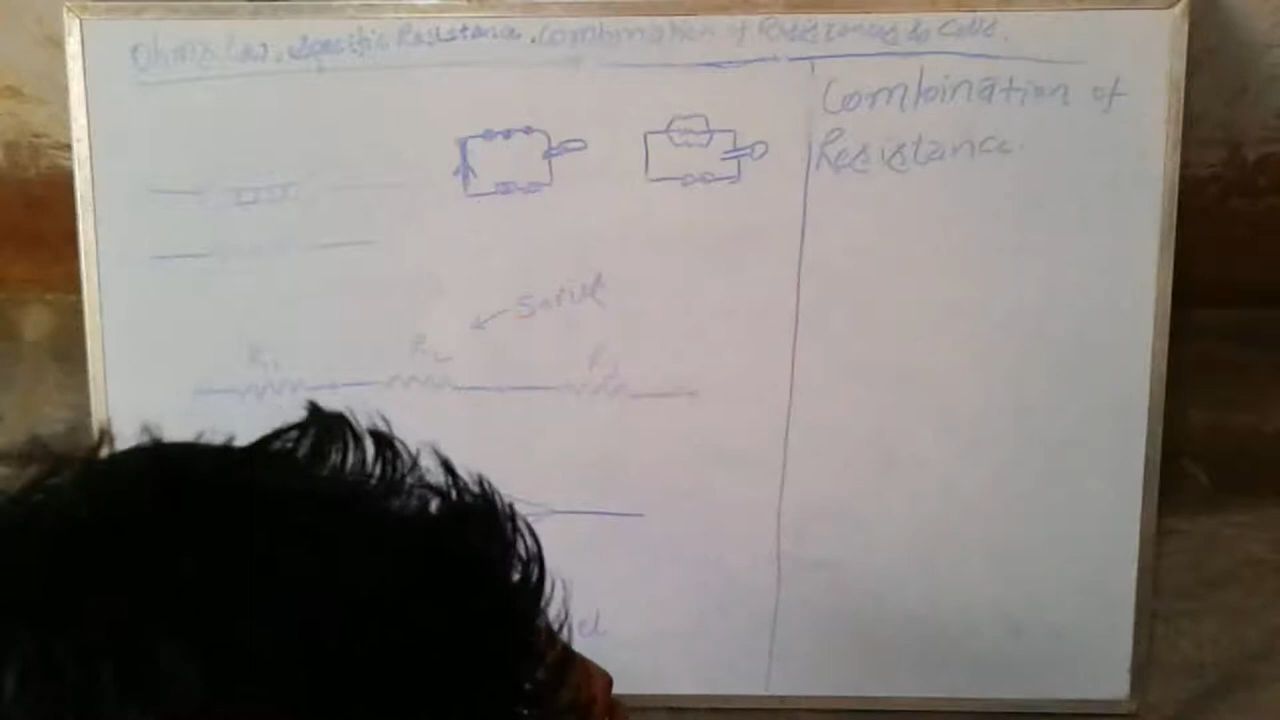 Ohms Law, Specific Resistance, Combination of Resistances & Cells.
Combination of
Resistance.
Series
R1 R2 R3